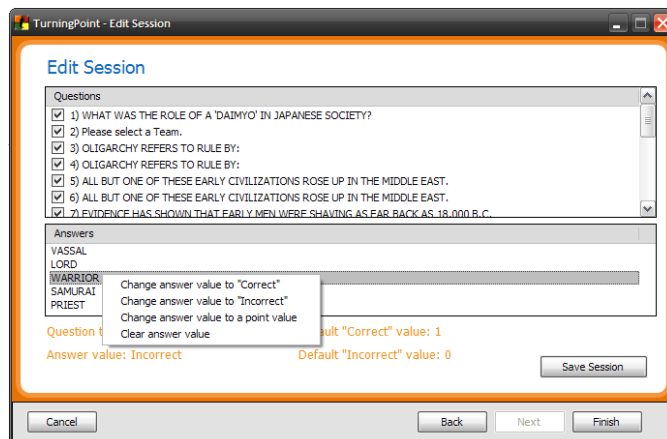 TurningPoint - Edit Session
Edit Session
Questions
1) WHAT WAS THE ROLE OF A 'DAIMYO' IN JAPANESE SOCIETY?
2) Please select a Team.
3) OLIGARCHY REFERS TO RULE BY:
4) OLIGARCHY REFERS TO RULE BY:
5) ALL BUT ONE OF THESE EARLY CIVILIZATIONS ROSE UP IN THE MIDDLE EAST.
6) ALL BUT ONE OF THESE EARLY CIVILIZATIONS ROSE UP IN THE MIDDLE EAST.
7) EVIDENCE HAS SHOWN THAT EARLY MEN WERE SHAVING AS FAR BACK AS 18,000 B.C.
Answers
VASSAL
LORD
WARRIOR
SAMURAI
PRIEST
Change answer value to "Correct"
Change answer value to "Incorrect"
Change answer value to a point value
Clear answer value
Question "Correct" value: 1
Answer value: Incorrect Default "Incorrect" value: 0
Save Session
Cancel Back Next Finish